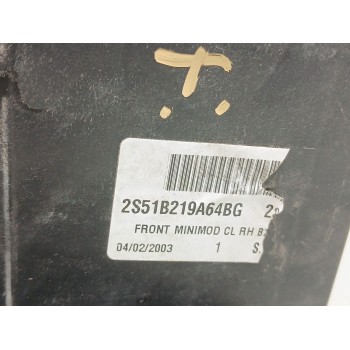 2S51B219A64BG
FRONT MINIMOD CL RH
04/02/2003 1 S.